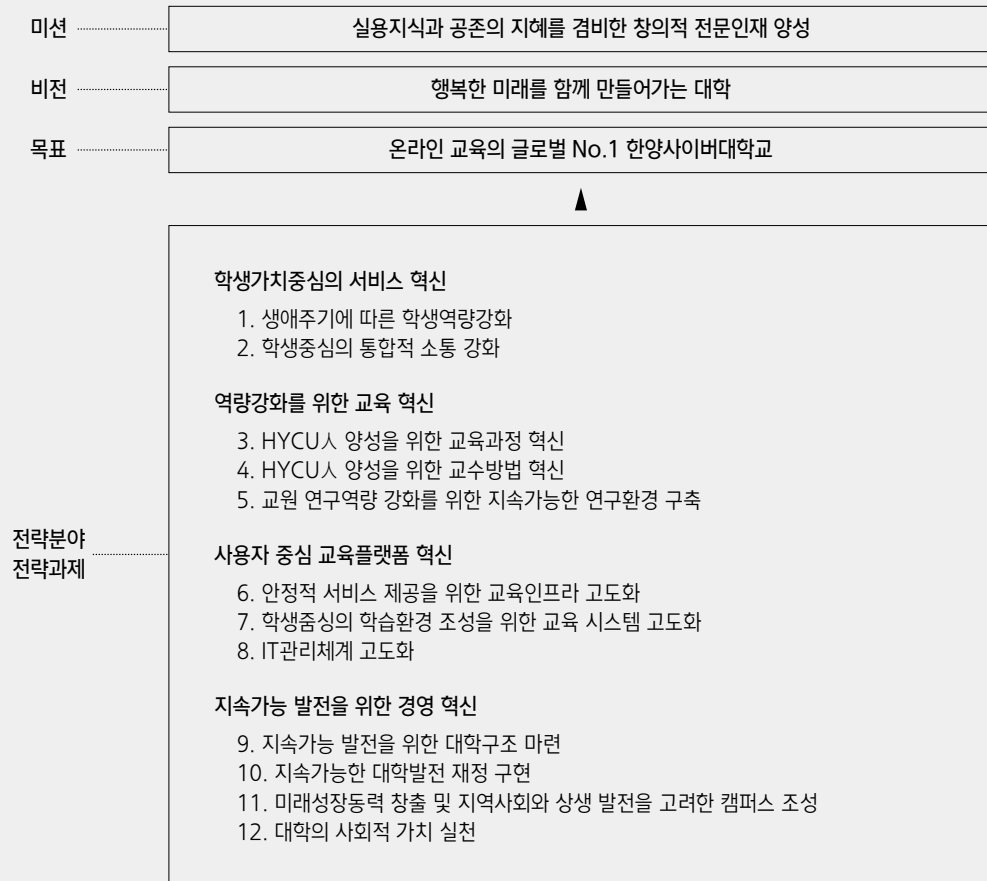 미션 실용지식과 공존의 지혜를 겸비한 창의적 전문인재 양성
비전 행복한 미래를 함께 만들어가는 대학
목표 온라인 교육의 글로벌 No.1 한양사이버대학교
학생가치중심의 서비스 혁신
1. 생애주기에 따른 학생역량강화
2. 학생중심의 통합적 소통 강화
역량강화를 위한 교육 혁신
3. HYCU人 양성을 위한 교육과정 혁신
4. HYCU人 양성을 위한 교수방법 혁신
5. 교원 연구역량 강화를 위한 지속가능한 연구환경 구축
전략분야
전략과제
사용자 중심 교육플랫폼 혁신
6. 안정적 서비스 제공을 위한 교육인프라 고도화
7. 학생줌싱의 학습환경 조성을 위한 교육 시스템 고도화
8. IT관리체계 고도화
지속가능 발전을 위한 경영 혁신
9. 지속가능 발전을 위한 대학구조 마련
10. 지속가능한 대학발전 재정 구현
11. 미래성장동력 창출 및 지역사회와 상생 발전을 고려한 캠퍼스 조성
12. 대학의 사회적 가치 실천